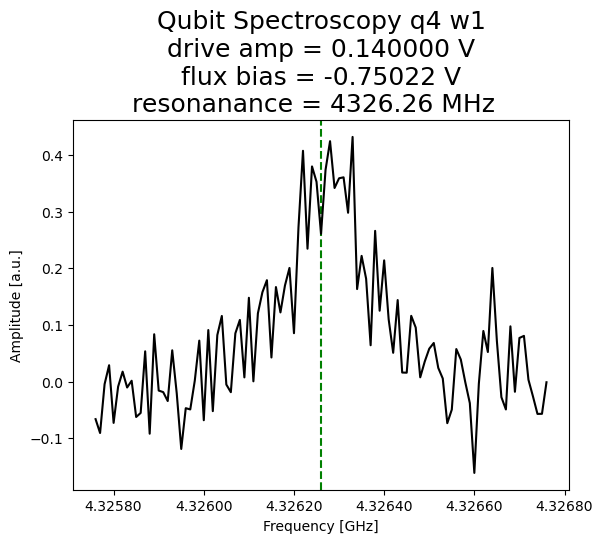 Qubit Spectroscopy q4 w1
drive amp = 0.140000 V
flux bias = -0.75022 V
resonanance = 4326.26 MHz
0.4
0.3
0.2
0.1
0.0
−0.1
Amplitude [a.u.]
4.32580
4.32600
4.32620
4.32640
4.32660
4.32680
Frequency [GHz]